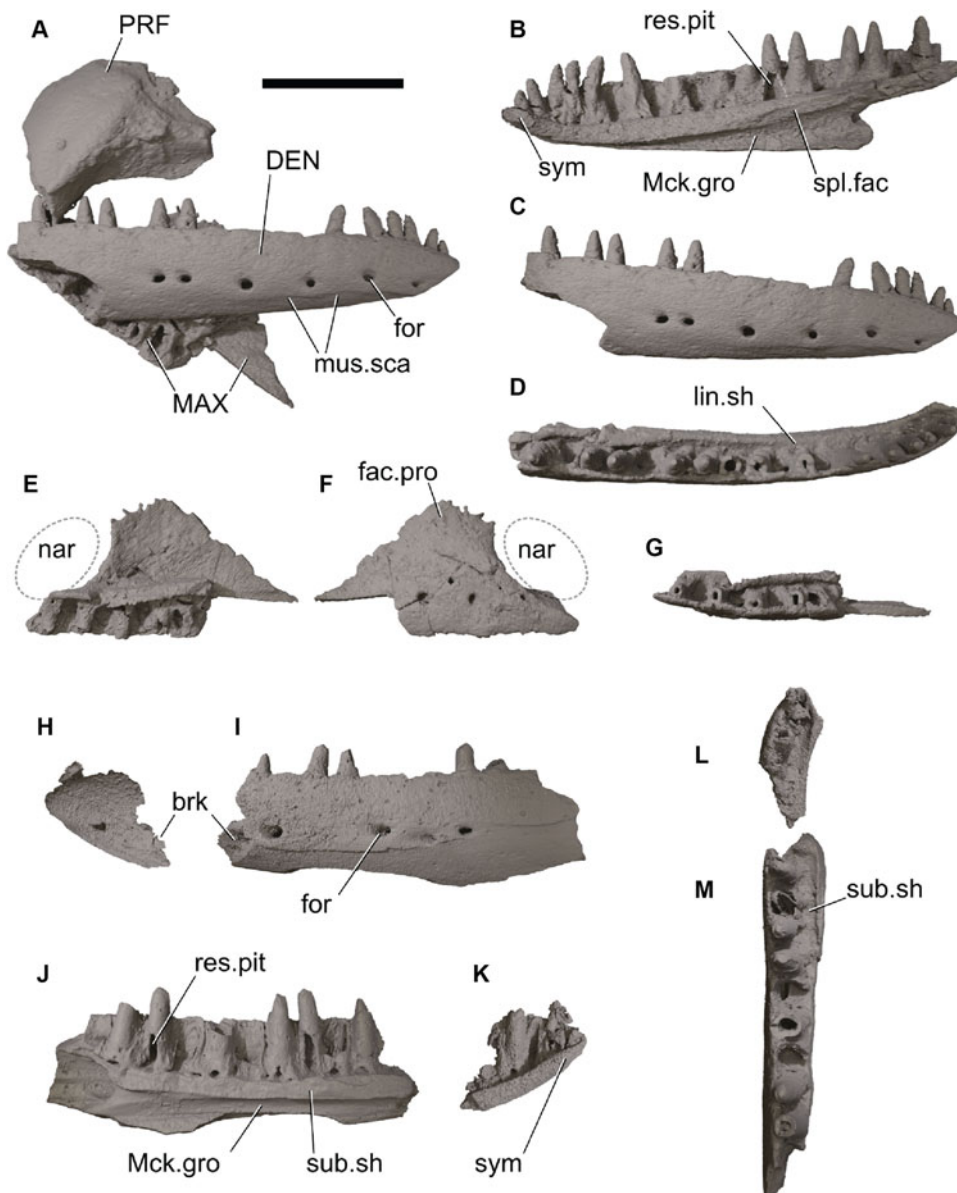 A
PRF
DEN
for
mus.sca
MAX
B
res.pit
sym
Mck.gro
spl.fac
C
D
lin.sh
E
nar
F
fac.pro
nar
G
H
brk
I
for
J
res.pit
Mck.gro
sub.sh
K
sym
L
M
sub.sh